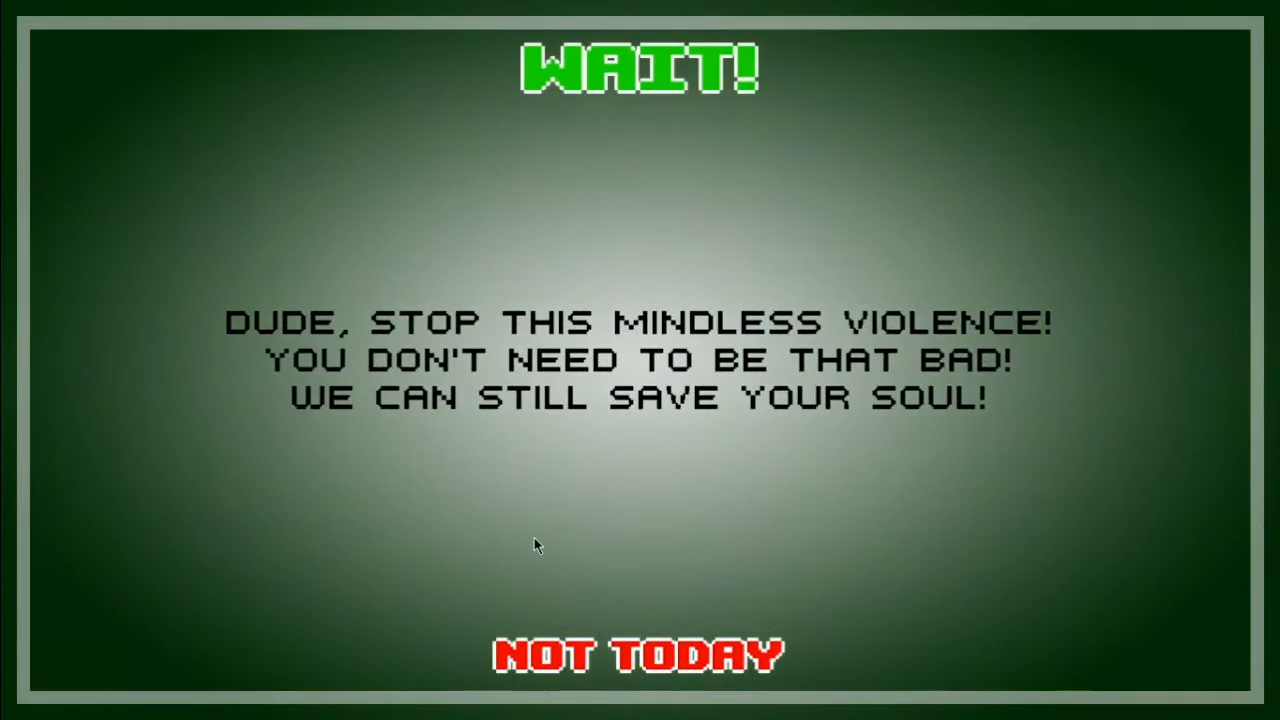 WAIT!
DUDE, STOP THIS MINDLESS VIOLENCE!
YOU DON'T NEED TO BE THAT BAD!
WE CAN STILL SAVE YOUR SOUL!
NOT TODAY